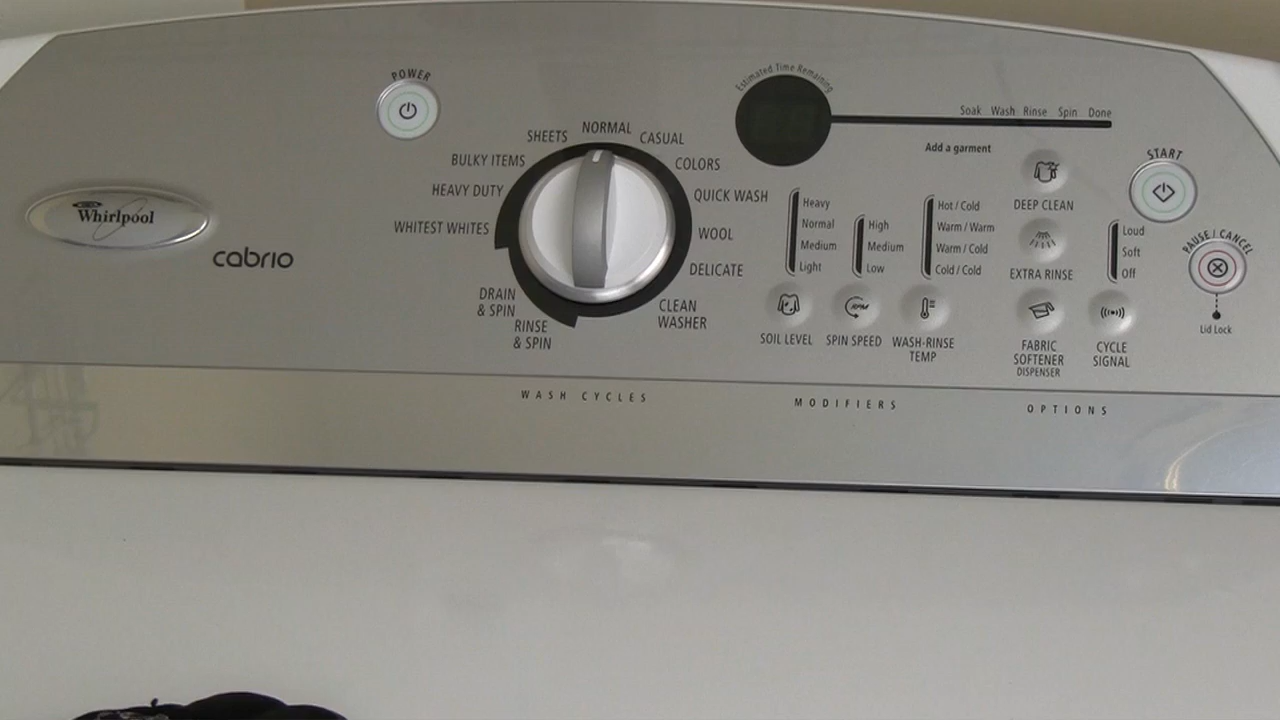 POWER
Whirlpool
cabrio
WHITEST WHITES
HEAVY DUTY
BULKY ITEMS
SHEETS
NORMAL
CASUAL
COLORS
QUICK WASH
WOOL
DELICATE
CLEAN
WASHER
RINSE
& SPIN
DRAIN
& SPIN
WASH CYCLES
Estimated Time Remaining
Soak Wash Rinse Spin Done
Add a garment
Heavy
Normal
Medium
Light
SOIL LEVEL
High
Medium
Low
RPM
SPIN SPEED
Hot / Cold
Warm / Warm
Warm / Cold
Cold / Cold
WASH-RINSE
TEMP
MODIFIERS
DEEP CLEAN
EXTRA RINSE
FABRIC
SOFTENER
DISPENSER
Loud
Soft
Off
CYCLE
SIGNAL
OPTIONS
START
PAUSE / CANCEL
Lid Lock